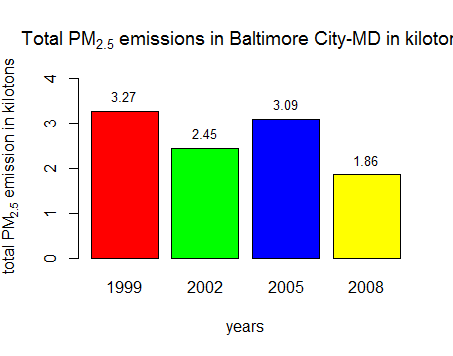 Total PM2.5 emissions in Baltimore City-MD in kiloton
total PM2.5 emission in kilotons
4
3
2
1
0
3.27
2.45
3.09
1.86
1999 2002 2005 2008
years